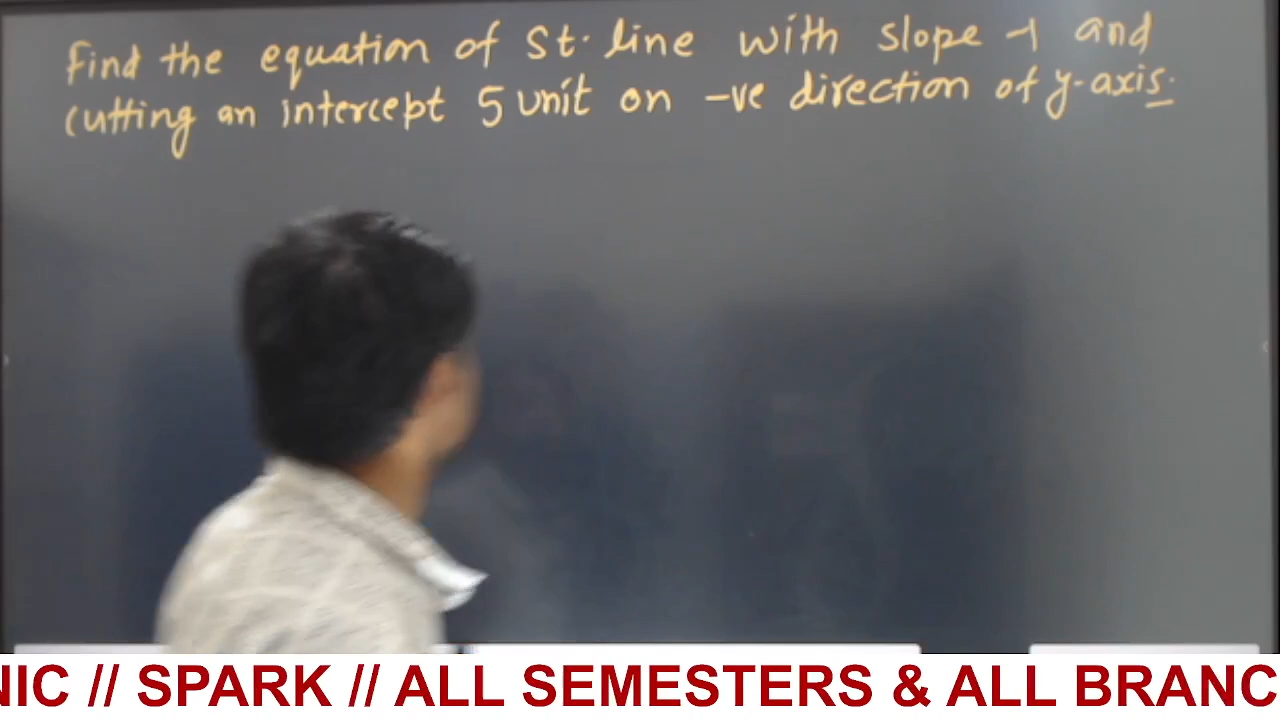 Find the equation of St. line with slope -1 and
cutting an intercept 5 unit on -ve direction of y-axis.
NIC // SPARK // ALL SEMESTERS & ALL BRANC